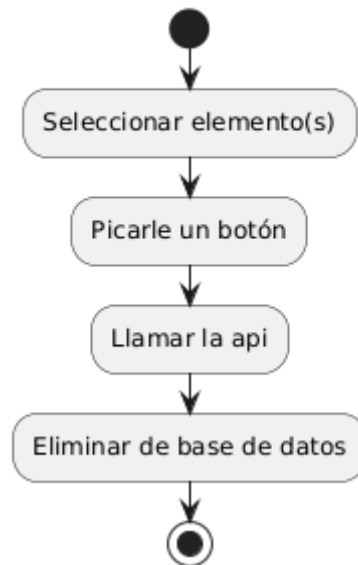 Seleccionar elemento(s)
Picarle un botón
Llamar la api
Eliminar de base de datos